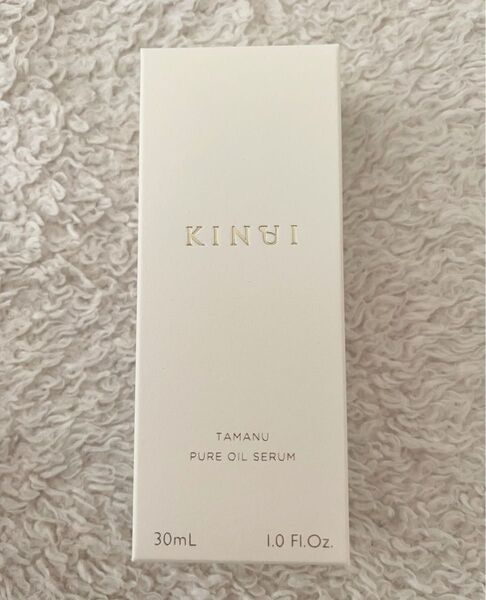 KINUI
TAMANU
PURE OIL SERUM
30mL 1.0 Fl.Oz.